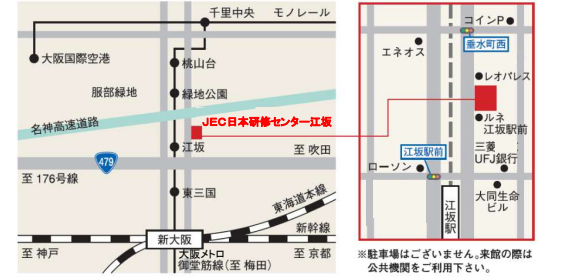 千里中央
モノレール
大阪国際空港
桃山台
服部緑地
緑地公園
名神高速道路
JEC日本研修センター江坂
江坂
至 吹田
479
至 176号線
東三国
東海道本線
新幹線
新大阪
至 神戸
大阪メトロ
御堂筋線(至 梅田)
至 京都
コインP
垂水町西
エネオス
レオパレス
ルネ
江坂駅前
江坂駅前
三菱
UFJ銀行
ローソン
江坂駅
大同生命
ビル
※駐車場はございません。来館の際は
公共機関をご利用下さい。